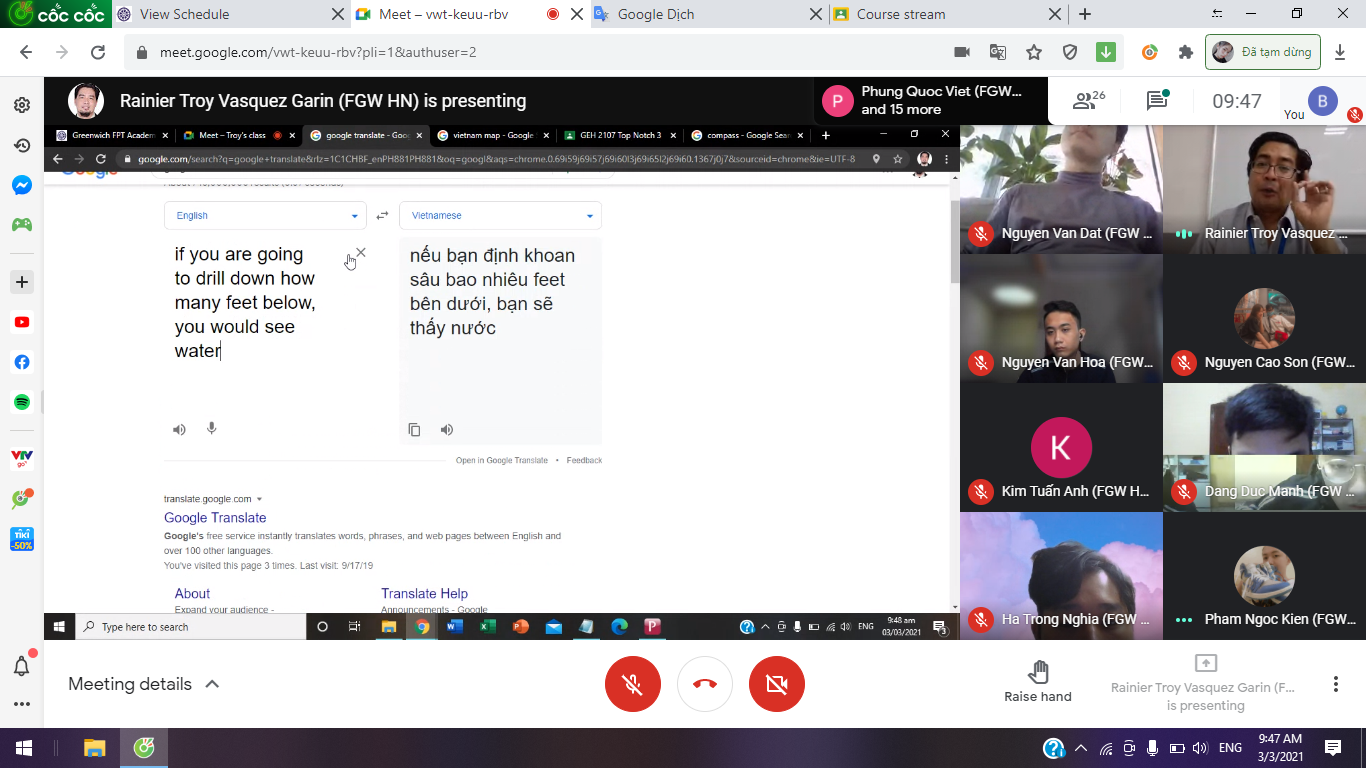 cốc cốc
View Schedule
Meet – vwt-keuu-rbv
Google Dịch
Course stream
meet.google.com/vwt-keuu-rbv?pli=1&authuser=2
Đã tạm dừng
Rainier Troy Vasquez Garin (FGW HN) is presenting
P
Phung Quoc Viet (FGW...
and 15 more
26
09:47
You
B
Greenwich FPT Academ
Meet – Troy's class
google translate - Goo
vietnam map - Google
GEH 2107 Top Notch 3
compass - Google Sear
google.com/search?q=google+translate&rlz=1C1CHBF_enPH881PH881&oq=googl&aqs=chrome.0.69i59j69i57j69i60l3j69i65l2j69i60.1367j0j7&sourceid=chrome&ie=UTF-8
English
Vietnamese
if you are going
to drill down how
many feet below,
you would see
water
nếu bạn định khoan
sâu bao nhiêu feet
bên dưới, bạn sẽ
thấy nước
Open in Google Translate • Feedback
translate.google.com
Google Translate
Google's free service instantly translates words, phrases, and web pages between English and
over 100 other languages.
You've visited this page 3 times. Last visit: 9/17/19
About
Translate Help
Expand your audience -
Announcements - Google
Type here to search
ENG
9:48 am
03/03/2021
3
Nguyen Van Dat (FGW ...
Rainier Troy Vasquez ...
Nguyen Van Hoa (FGW...
Nguyen Cao Son (FGW...
K
Kim Tuấn Anh (FGW H...
Dang Duc Manh (FGW ...
Ha Trong Nghia (FGW ...
Pham Ngoc Kien (FGW...
VTV
go
TIKI
-50%
Meeting details
Raise hand
Rainier Troy Vasquez Garin (F...
is presenting
ENG
9:47 AM
3/3/2021